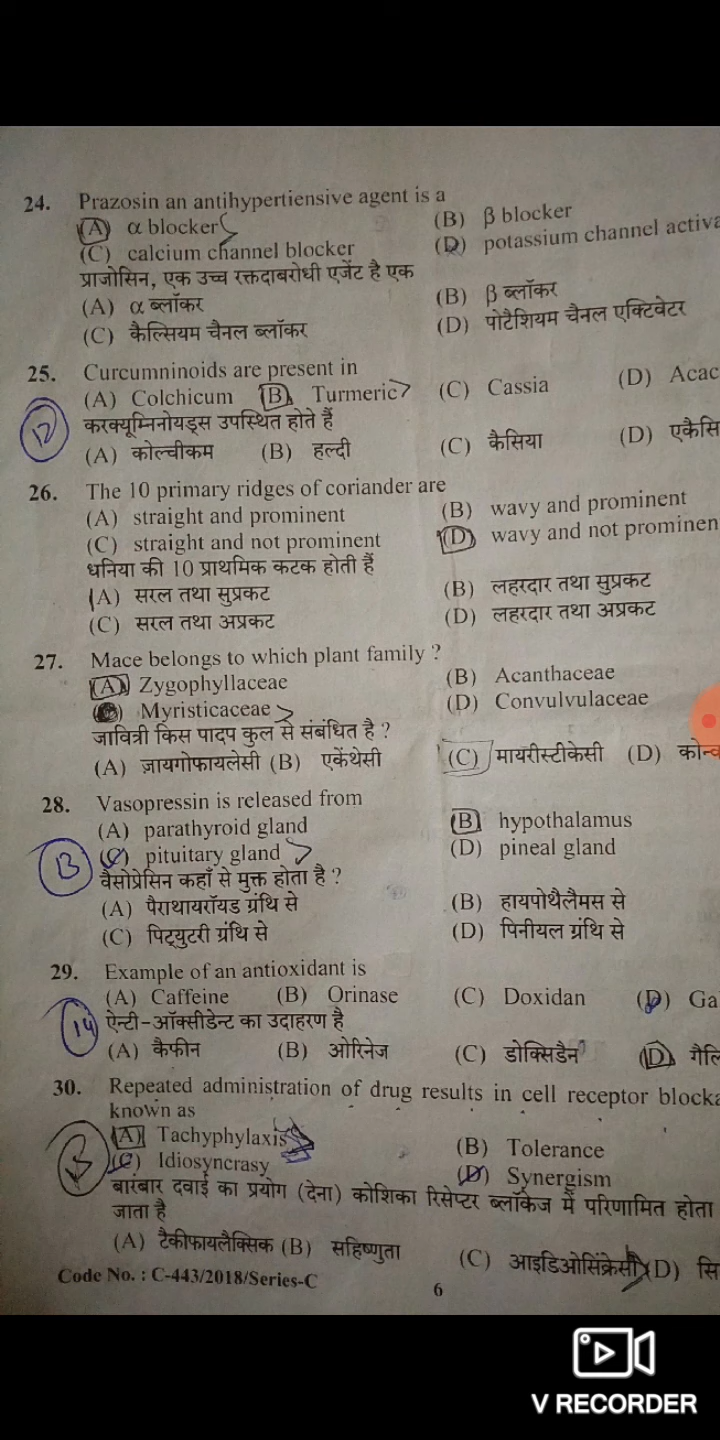 24. Prazosin an antihypertiensive agent is a
(A) α blocker (B) β blocker
(C) calcium channel blocker (D) potassium channel activa
प्राजोसिन, एक उच्च रक्तदाबरोधी एजेंट है एक
(A) α ब्लॉकर (B) β ब्लॉकर
(C) कैल्सियम चैनल ब्लॉकर (D) पोटैशियम चैनल एक्टिवेटर
25. Curcumninoids are present in
(A) Colchicum (B) Turmeric (C) Cassia (D) Acac
12
करक्यूम्निनोयड्स उपस्थित होते हैं
(A) कोल्चीकम (B) हल्दी (C) कैसिया (D) एकैसि
26. The 10 primary ridges of coriander are
(A) straight and prominent (B) wavy and prominent
(C) straight and not prominent (D) wavy and not prominen
धनिया की 10 प्राथमिक कटक होती हैं
(A) सरल तथा सुप्रकट (B) लहरदार तथा सुप्रकट
(C) सरल तथा अप्रकट (D) लहरदार तथा अप्रकट
27. Mace belongs to which plant family ?
(A) Zygophyllaceae (B) Acanthaceae
Myristicaceae (D) Convulvulaceae
जावित्री किस पादप कुल से संबंधित है ?
(A) ज़ायगोफायलेसी (B) एकेंथेसी (C) मायरीस्टीकेसी (D) कोन्व
28. Vasopressin is released from
(A) parathyroid gland (B) hypothalamus
(C) pituitary gland (D) pineal gland
13
वैसोप्रेसिन कहाँ से मुक्त होता है ?
(A) पैराथायरॉयड ग्रंथि से (B) हायपोथैलैमस से
(C) पिट्युटरी ग्रंथि से (D) पिनीयल ग्रंथि से
29. Example of an antioxidant is
(A) Caffeine (B) Orinase (C) Doxidan (D) Ga
14
ऐन्टी-ऑक्सीडेन्ट का उदाहरण है
(A) कैफीन (B) ओरिनेज (C) डोक्सिडैन (D) गैलि
30. Repeated administration of drug results in cell receptor blocka
known as
(A) Tachyphylaxis (B) Tolerance
(C) Idiosyncrasy (D) Synergism
बारंबार दवाई का प्रयोग (देना) कोशिका रिसेप्टर ब्लॉकेज में परिणामित होता
जाता है
(A) टैकीफायलैक्सिक (B) सहिष्णुता (C) आइडिओसिंक्रेसी (D) सि
Code No. : C-443/2018/Series-C
6
V RECORDER